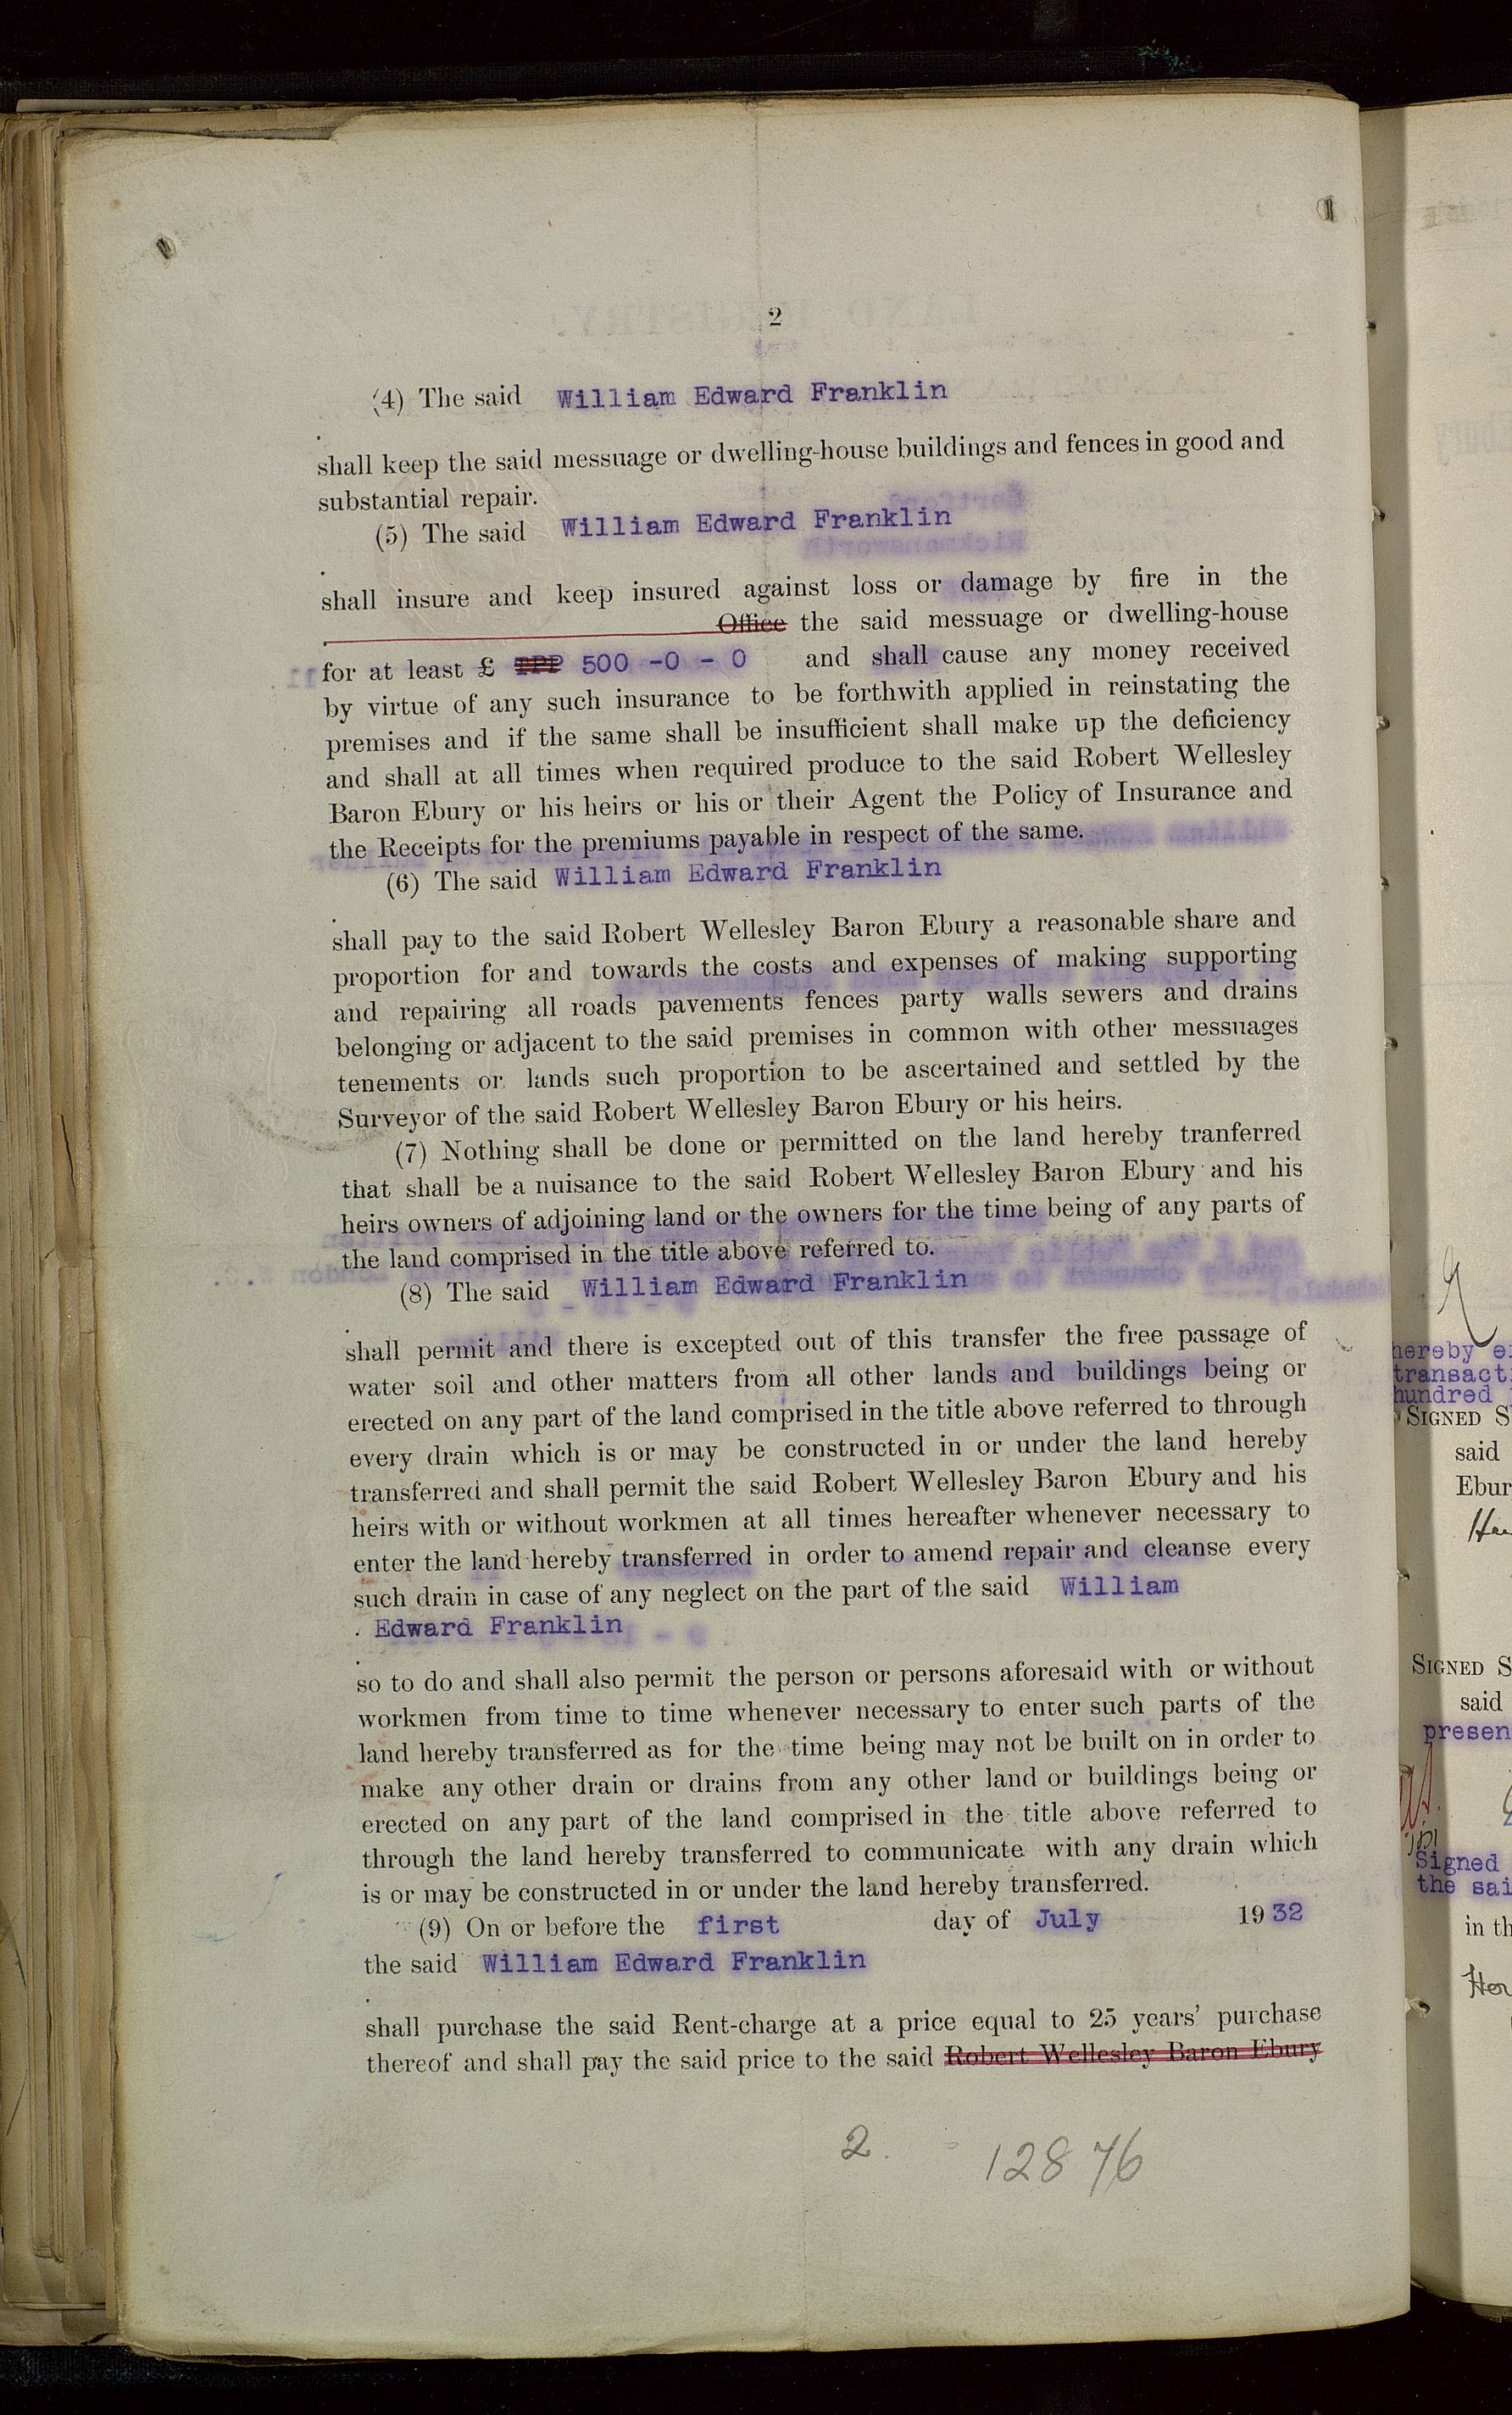 2
(4) The said William Edward Franklin
shall keep the said messuage or dwelling-house buildings and fences in good and
substantial repair.
(5) The said William Edward Franklin
shall insure and keep insured against loss or damage by fire in the
Office the said messuage or dwelling-house
for at least £ 500 -0 - 0 and shall cause any money received
by virtue of any such insurance to be forthwith applied in reinstating the
premises and if the same shall be insufficient shall make up the deficiency
and shall at all times when required produce to the said Robert Wellesley
Baron Ebury or his heirs or his or their Agent the Policy of Insurance and
the Receipts for the premiums payable in respect of the same.
(6) The said William Edward Franklin
shall pay to the said Robert Wellesley Baron Ebury a reasonable share and
proportion for and towards the costs and expenses of making supporting
and repairing all roads pavements fences party walls sewers and drains
belonging or adjacent to the said premises in common with other messuages
tenements or lands such proportion to be ascertained and settled by the
Surveyor of the said Robert Wellesley Baron Ebury or his heirs.
(7) Nothing shall be done or permitted on the land hereby tranferred
that shall be a nuisance to the said Robert Wellesley Baron Ebury and his
heirs owners of adjoining land or the owners for the time being of any parts of
the land comprised in the title above referred to.
(8) The said William Edward Franklin
shall permit and there is excepted out of this transfer the free passage of
water soil and other matters from all other lands and buildings being or
erected on any part of the land comprised in the title above referred to through
every drain which is or may be constructed in or under the land hereby
transferred and shall permit the said Robert Wellesley Baron Ebury and his
heirs with or without workmen at all times hereafter whenever necessary to
enter the land hereby transferred in order to amend repair and cleanse every
such drain in case of any neglect on the part of the said William
Edward Franklin
so to do and shall also permit the person or persons aforesaid with or without
workmen from time to time whenever necessary to enter such parts of the
land hereby transferred as for the time being may not be built on in order to
make any other drain or drains from any other land or buildings being or
erected on any part of the land comprised in the title above referred to
through the land hereby transferred to communicate with any drain which
is or may be constructed in or under the land hereby transferred.
(9) On or before the first day of July 1932
the said William Edward Franklin
shall purchase the said Rent-charge at a price equal to 25 years' purchase
thereof and shall pay the said price to the said Robert Wellesley Baron Ebury
2. 12876
hereby
hundred
SIGNED
said
SIGNED
said
Signed
the